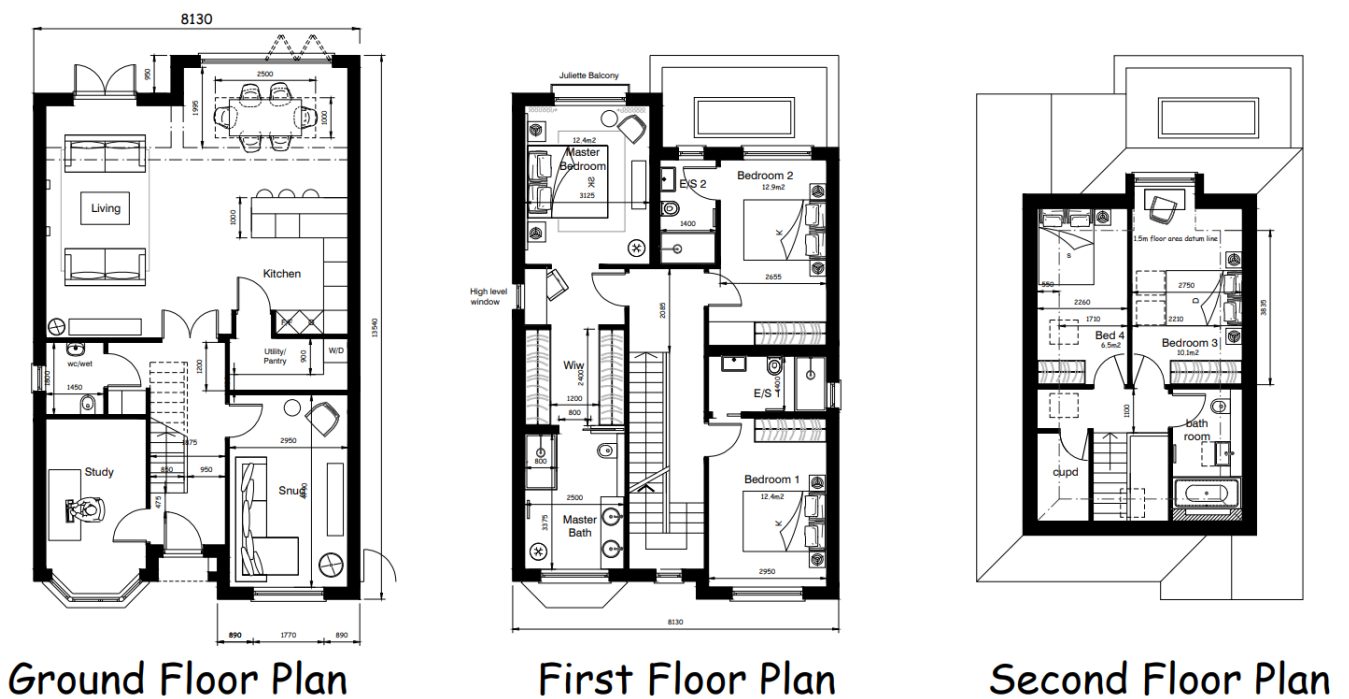 8130
950
2500
1995
1000
Living
1000
Kitchen
13540
Utility/
Pantry
900
W/D
wc/wet
1800
1450
1200
Study
1875
850
950
475
2950
890
1770
890
Ground Floor Plan
Juliette Balcony
12.4m2
Master
Bedroom
SK
3125
E/S 2
1400
Bedroom 2
12.9m2
K
2655
High level
window
2085
Wiw
2400
1200
800
E/S 1
800
2500
3375
Master
Bath
Bedroom 1
12.4m2
K
2950
8130
First Floor Plan
1.5m floor area datum line
s
550
2260
1710
Bed 4
6.5m2
2750
D
2210
Bedroom 3
10.1m2
3835
1100
bath
room
cupd
Second Floor Plan